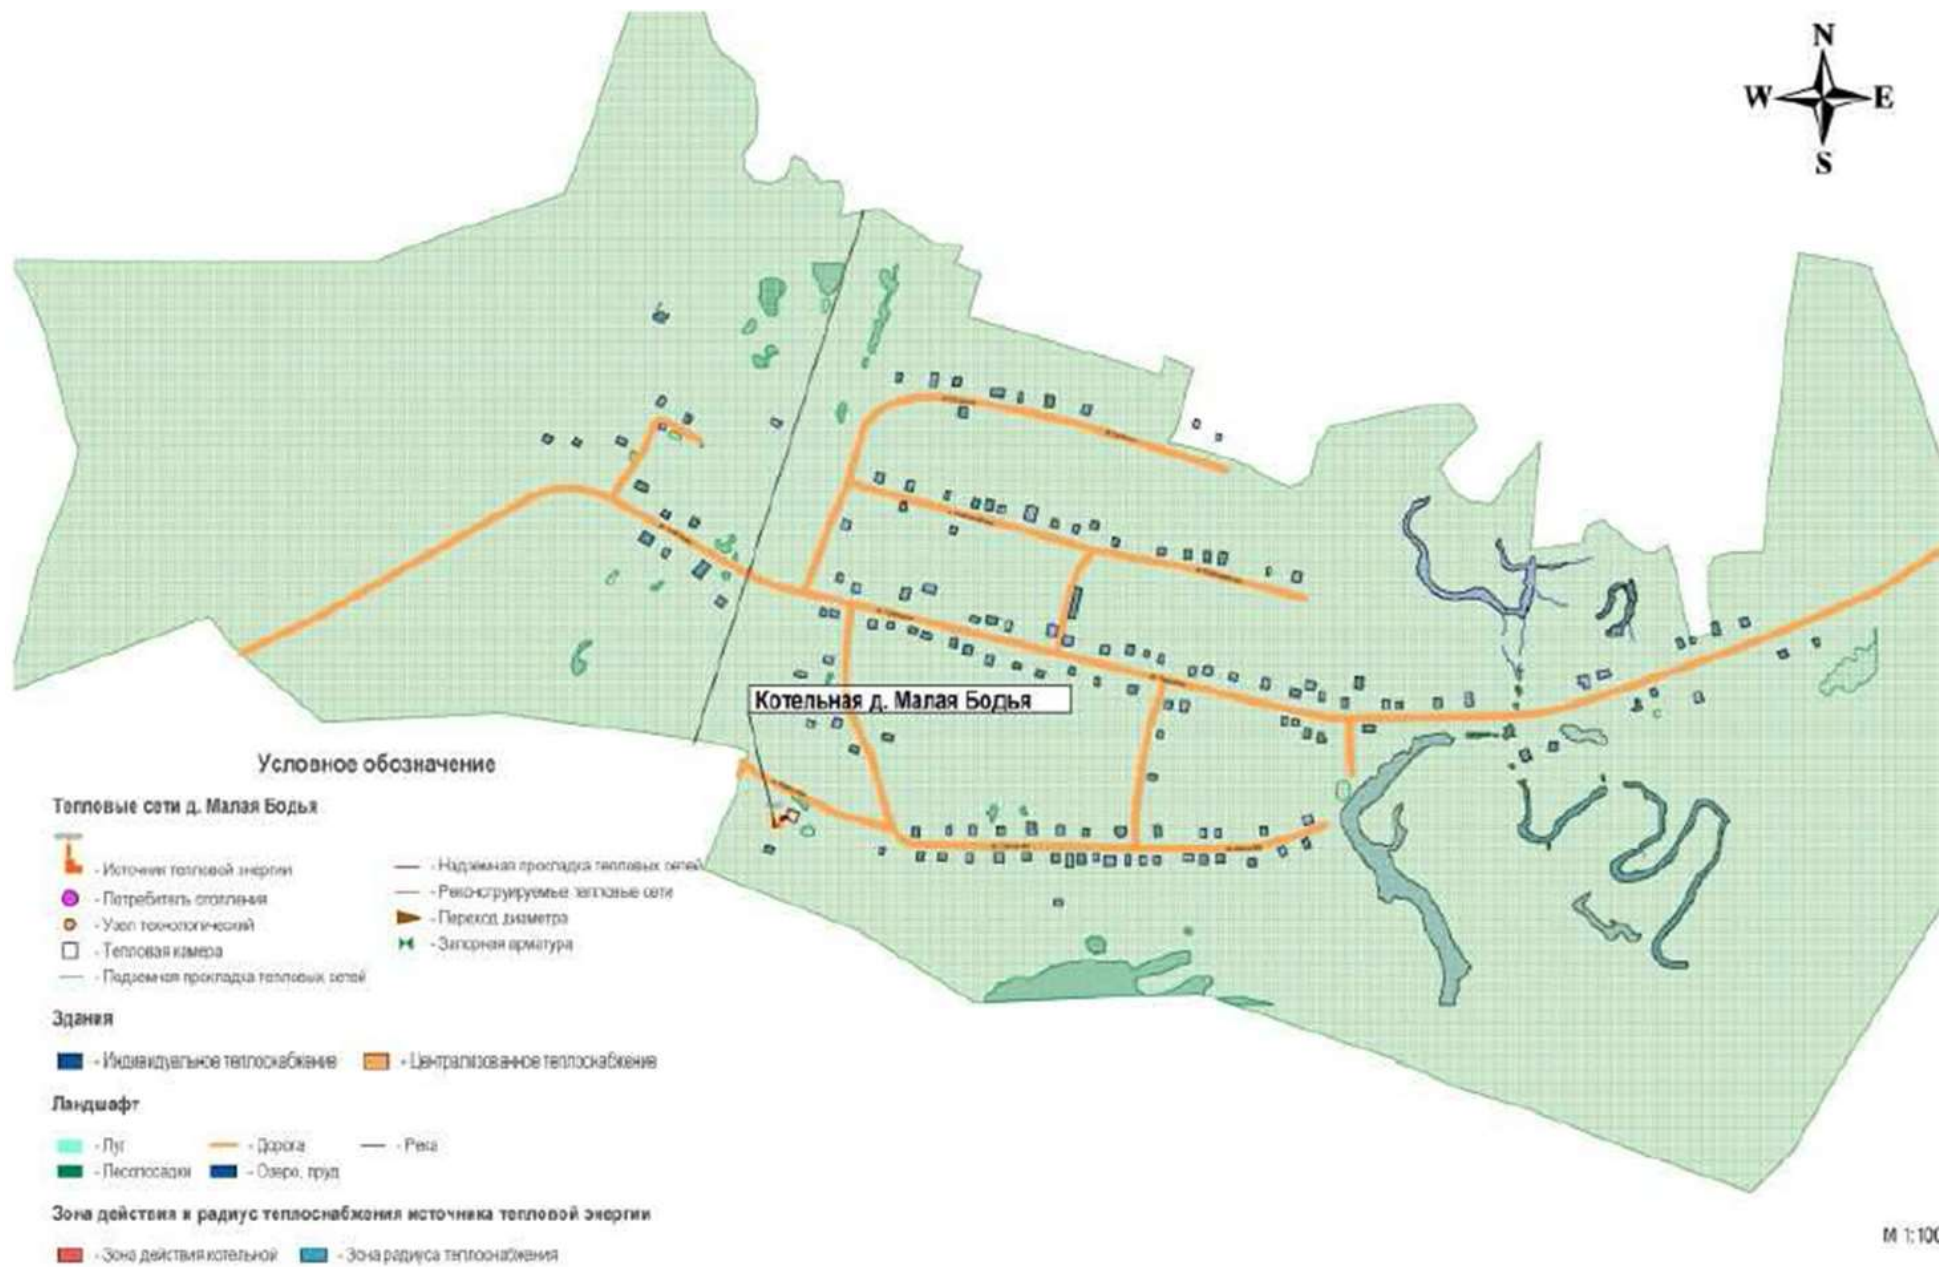 N
W E
S
Котельная д. Малая Бодья
Условное обозначение
Тепловые сети д. Малая Бодья
- Источник тепловой энергии
- Потребитель отопления
- Узел технологический
- Тепловая камера
- Подземная прокладка тепловых сетей
- Надземная прокладка тепловых сетей
- Реконструируемые тепловые сети
- Переход диаметра
- Запорная арматура
Здания
- Индивидуальное теплоснабжение - Централизованное теплоснабжение
Ландшафт
- Луг - Дорога - Река
- Лесопосадки - Озеро, пруд
Зона действия и радиус теплоснабжения источника тепловой энергии
- Зона действия котельной - Зона радиуса теплоснабжения
М 1:100